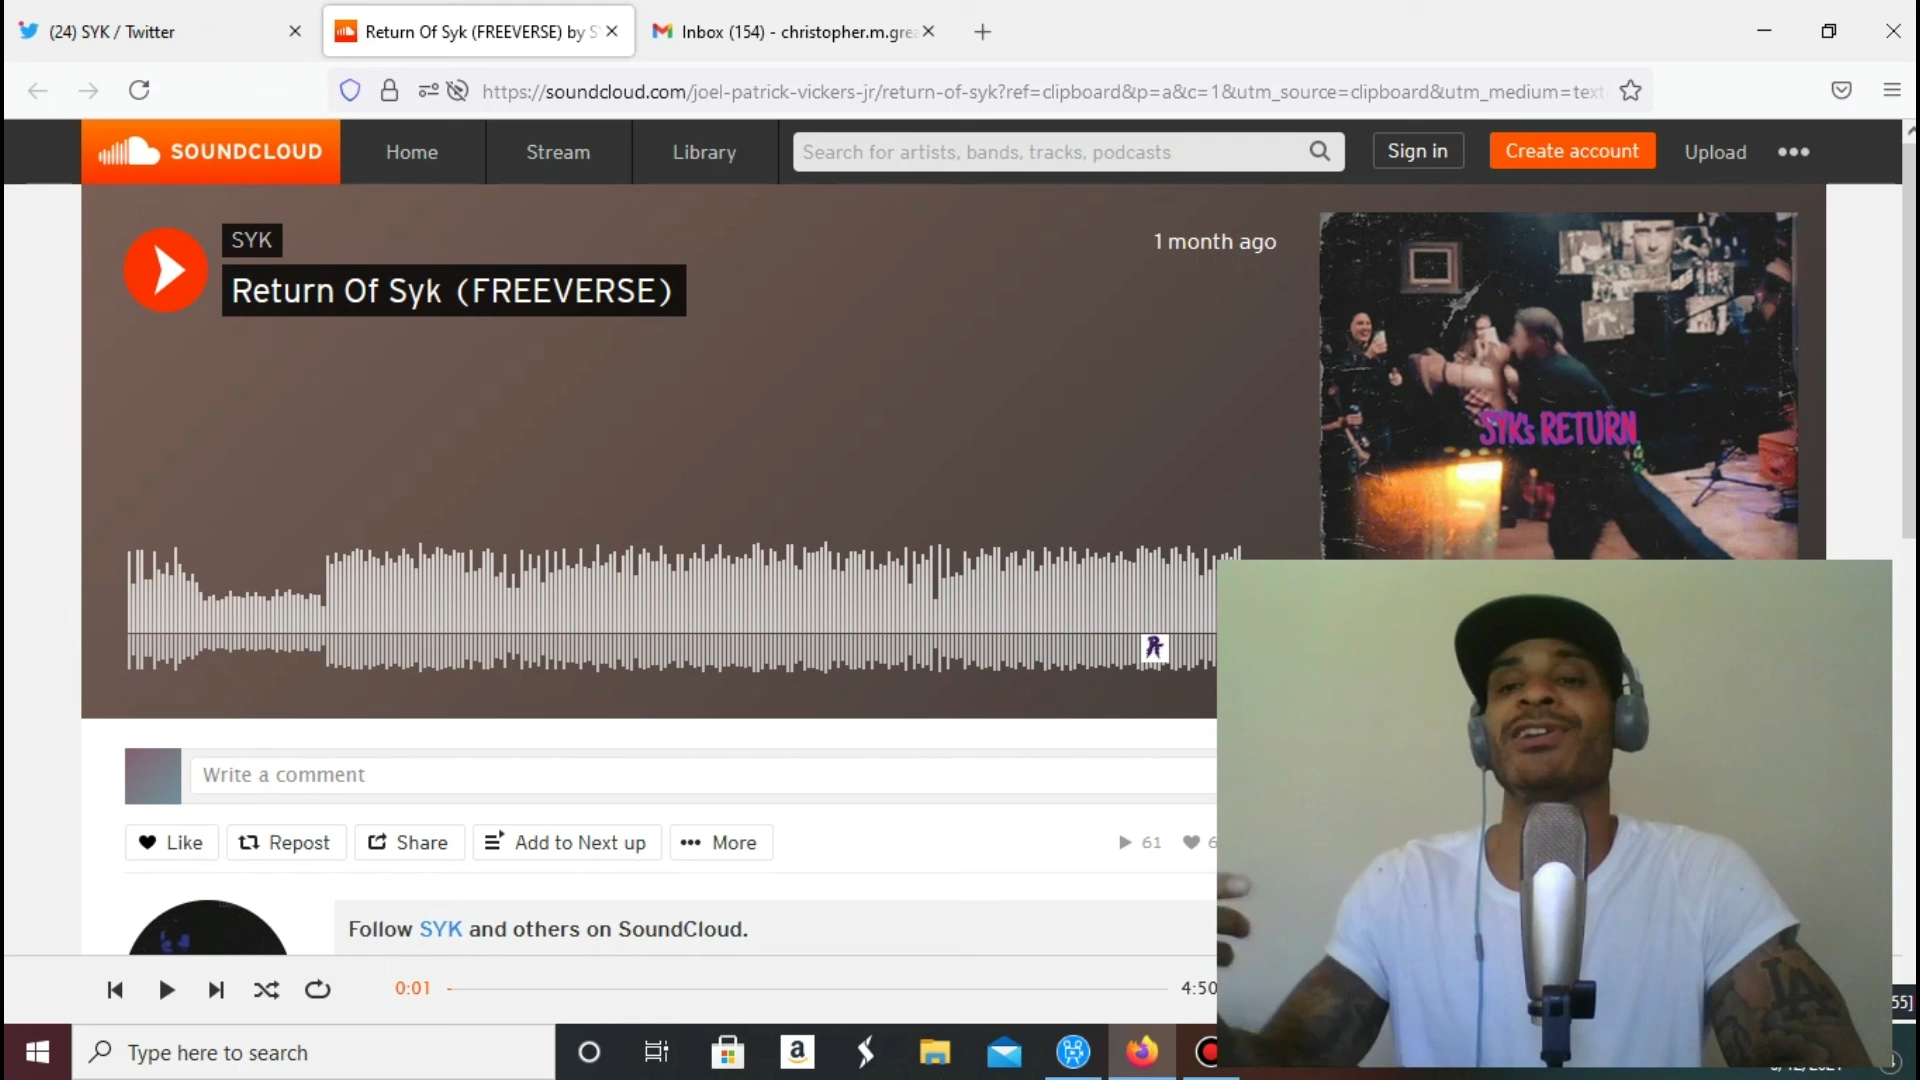 (24) SYK / Twitter
Return Of Syk (FREEVERSE) by
Inbox (154) - christopher.m.grea
https://soundcloud.com/joel-patrick-vickers-jr/return-of-syk?ref=clipboard&p=a&c=1&utm_source=clipboard&utm_medium=text
SOUNDCLOUD
Home
Stream
Library
Search for artists, bands, tracks, podcasts
Sign in
Create account
Upload
SYK
1 month ago
Return Of Syk (FREEVERSE)
SYK's RETURN
Write a comment
Like
Repost
Share
Add to Next up
More
61
6
Follow SYK and others on SoundCloud.
0:01
4:50
55]
Type here to search
LA